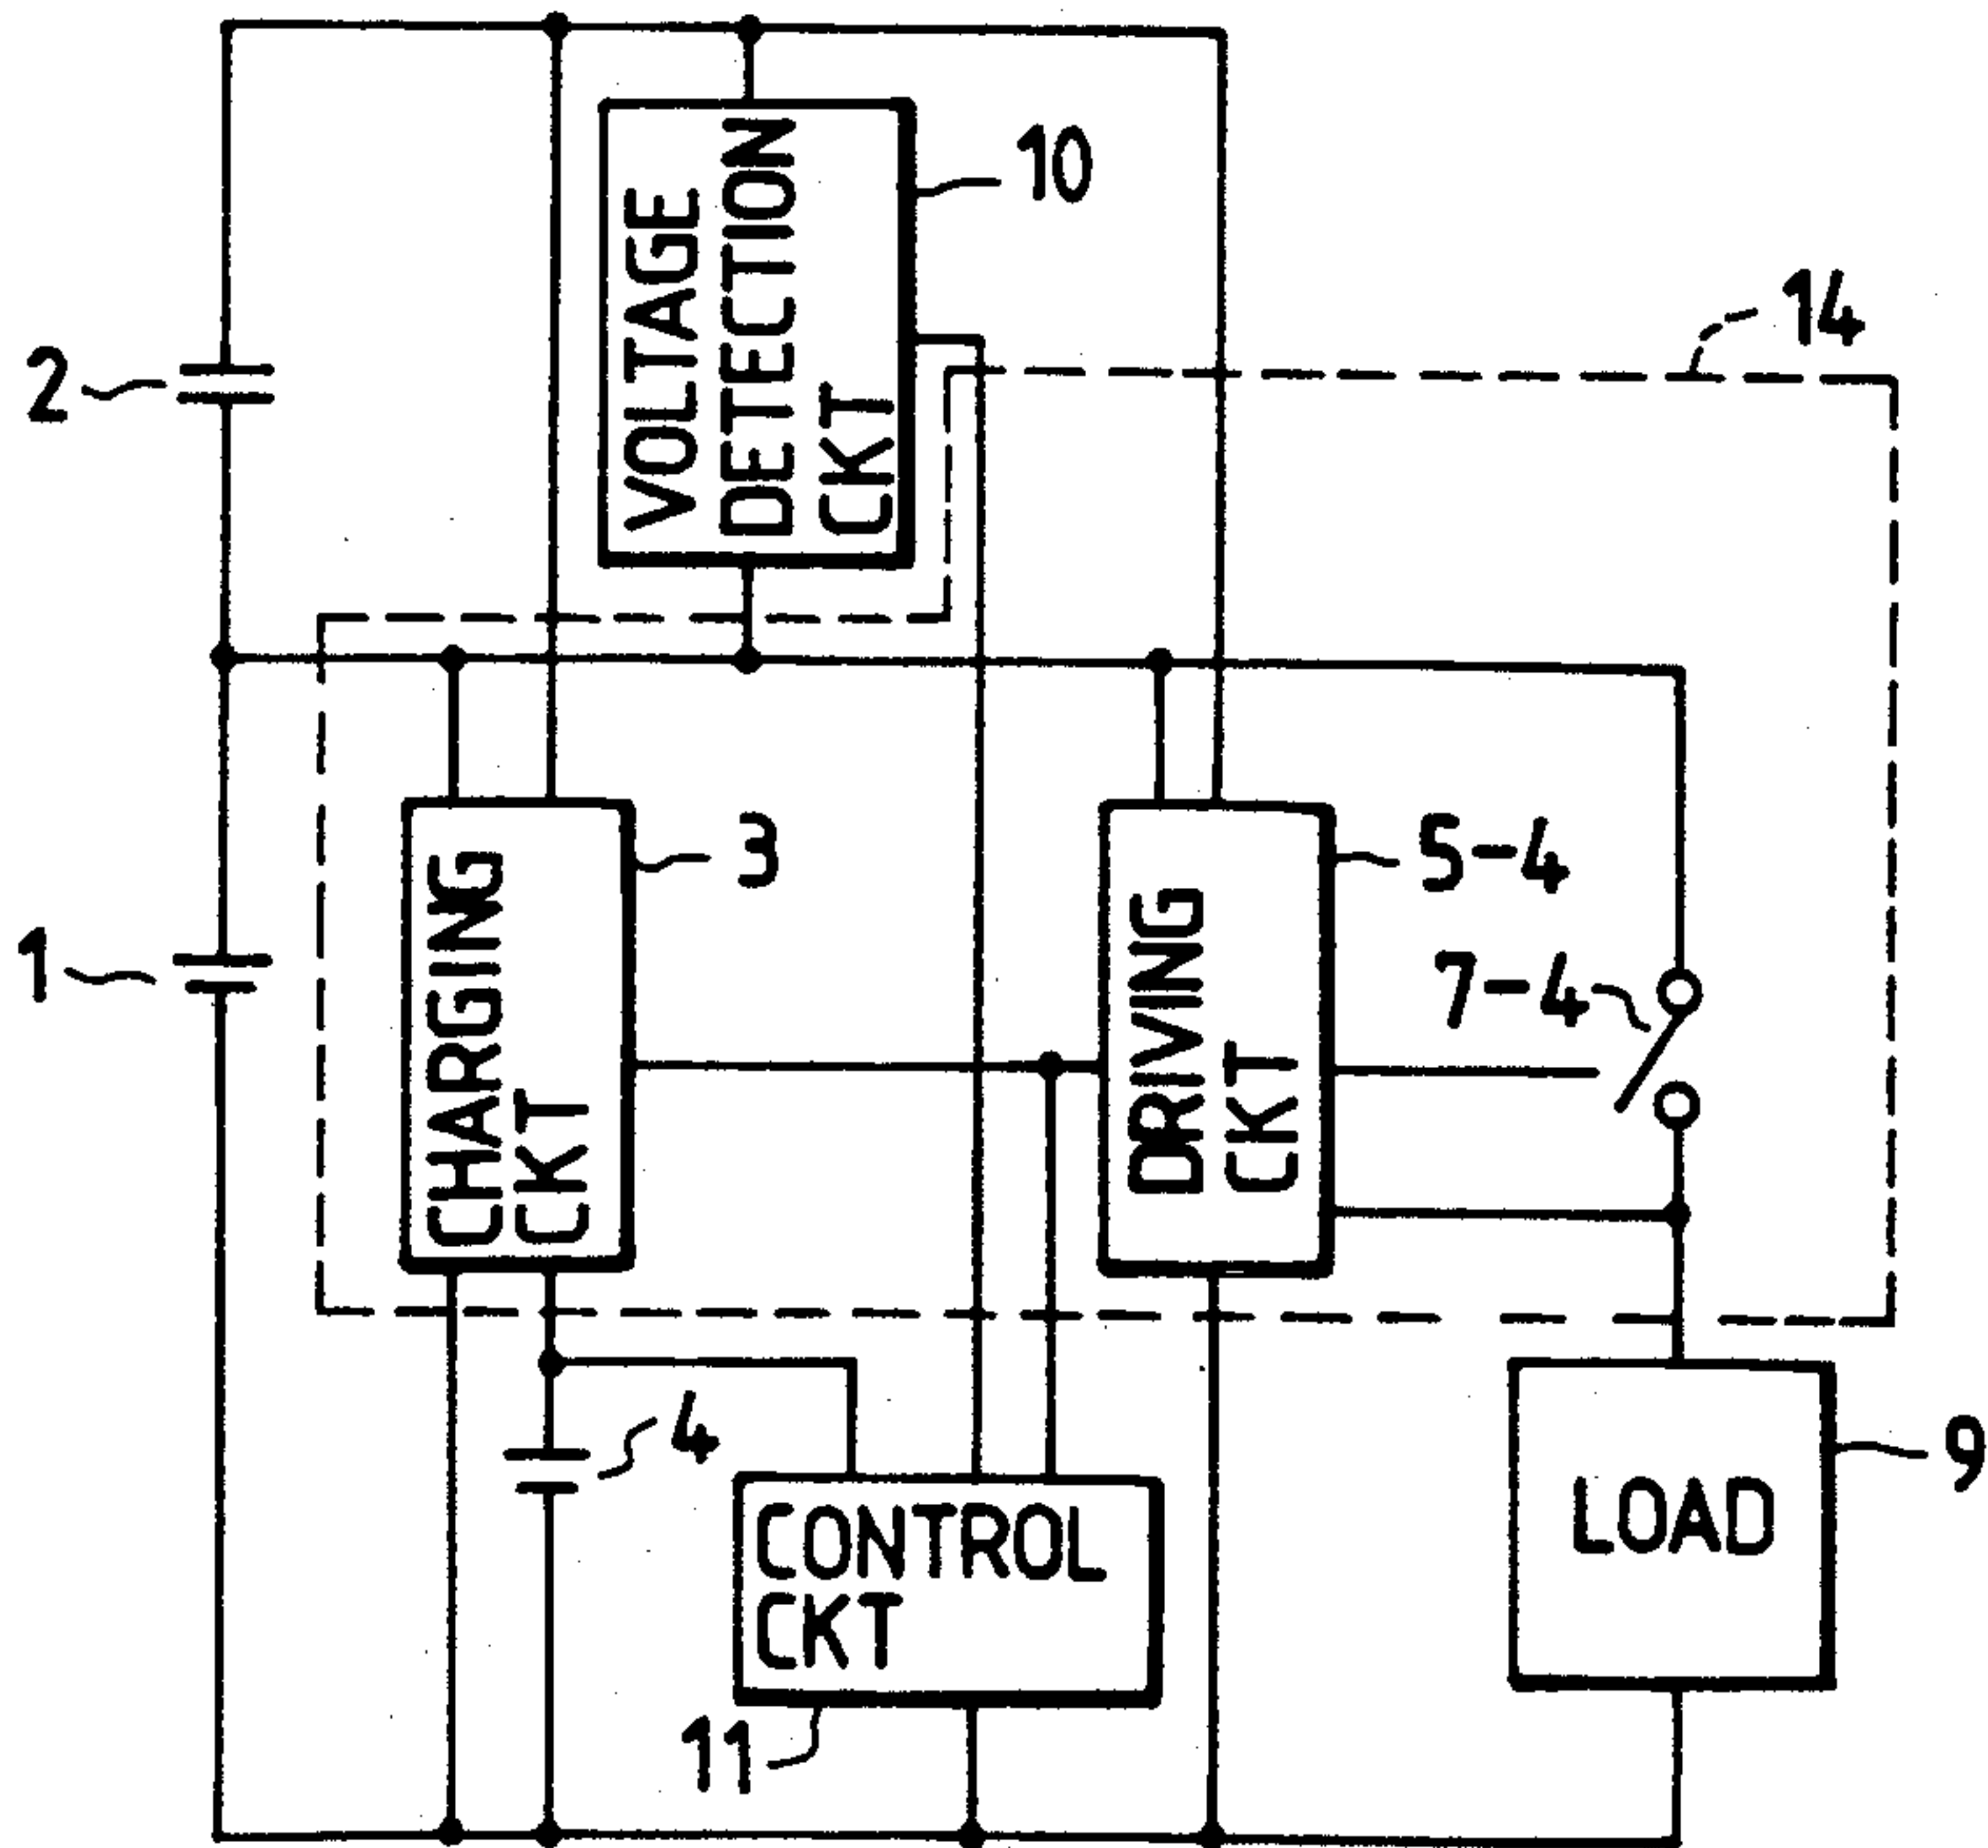 10
VOLTAGE
DETECTION
CKT
14
2
3
5-4
CHARGING
CKT
DRIVING
CKT
7-4
1
4
9
CONTROL
CKT
LOAD
11